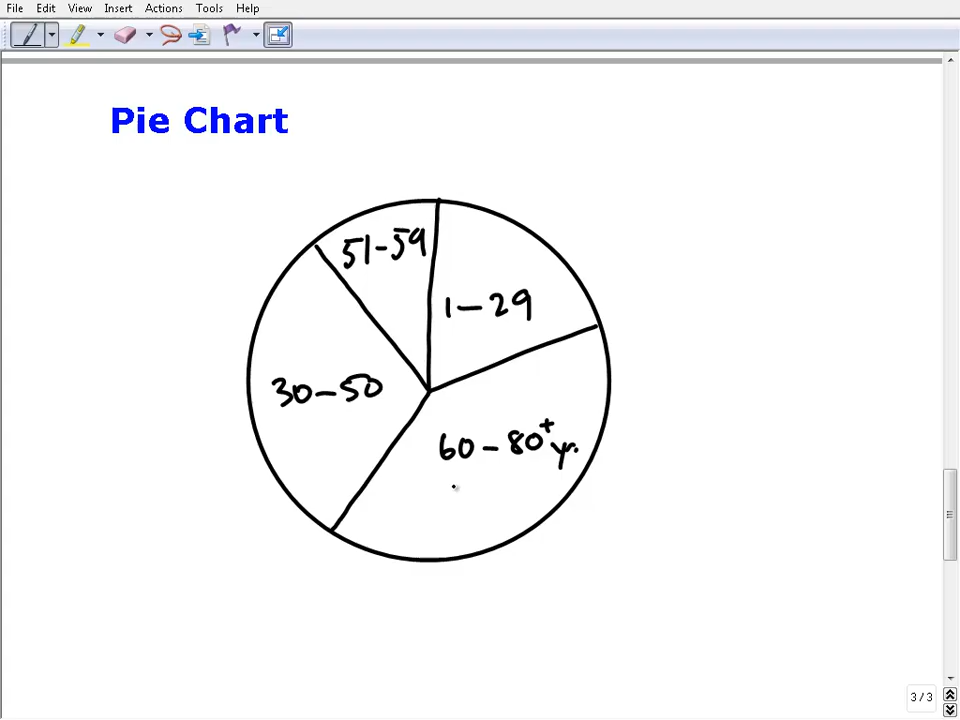 File Edit View Insert Actions Tools Help
Pie Chart
51-59
1-29
30-50
60-80+ yr.
3/3